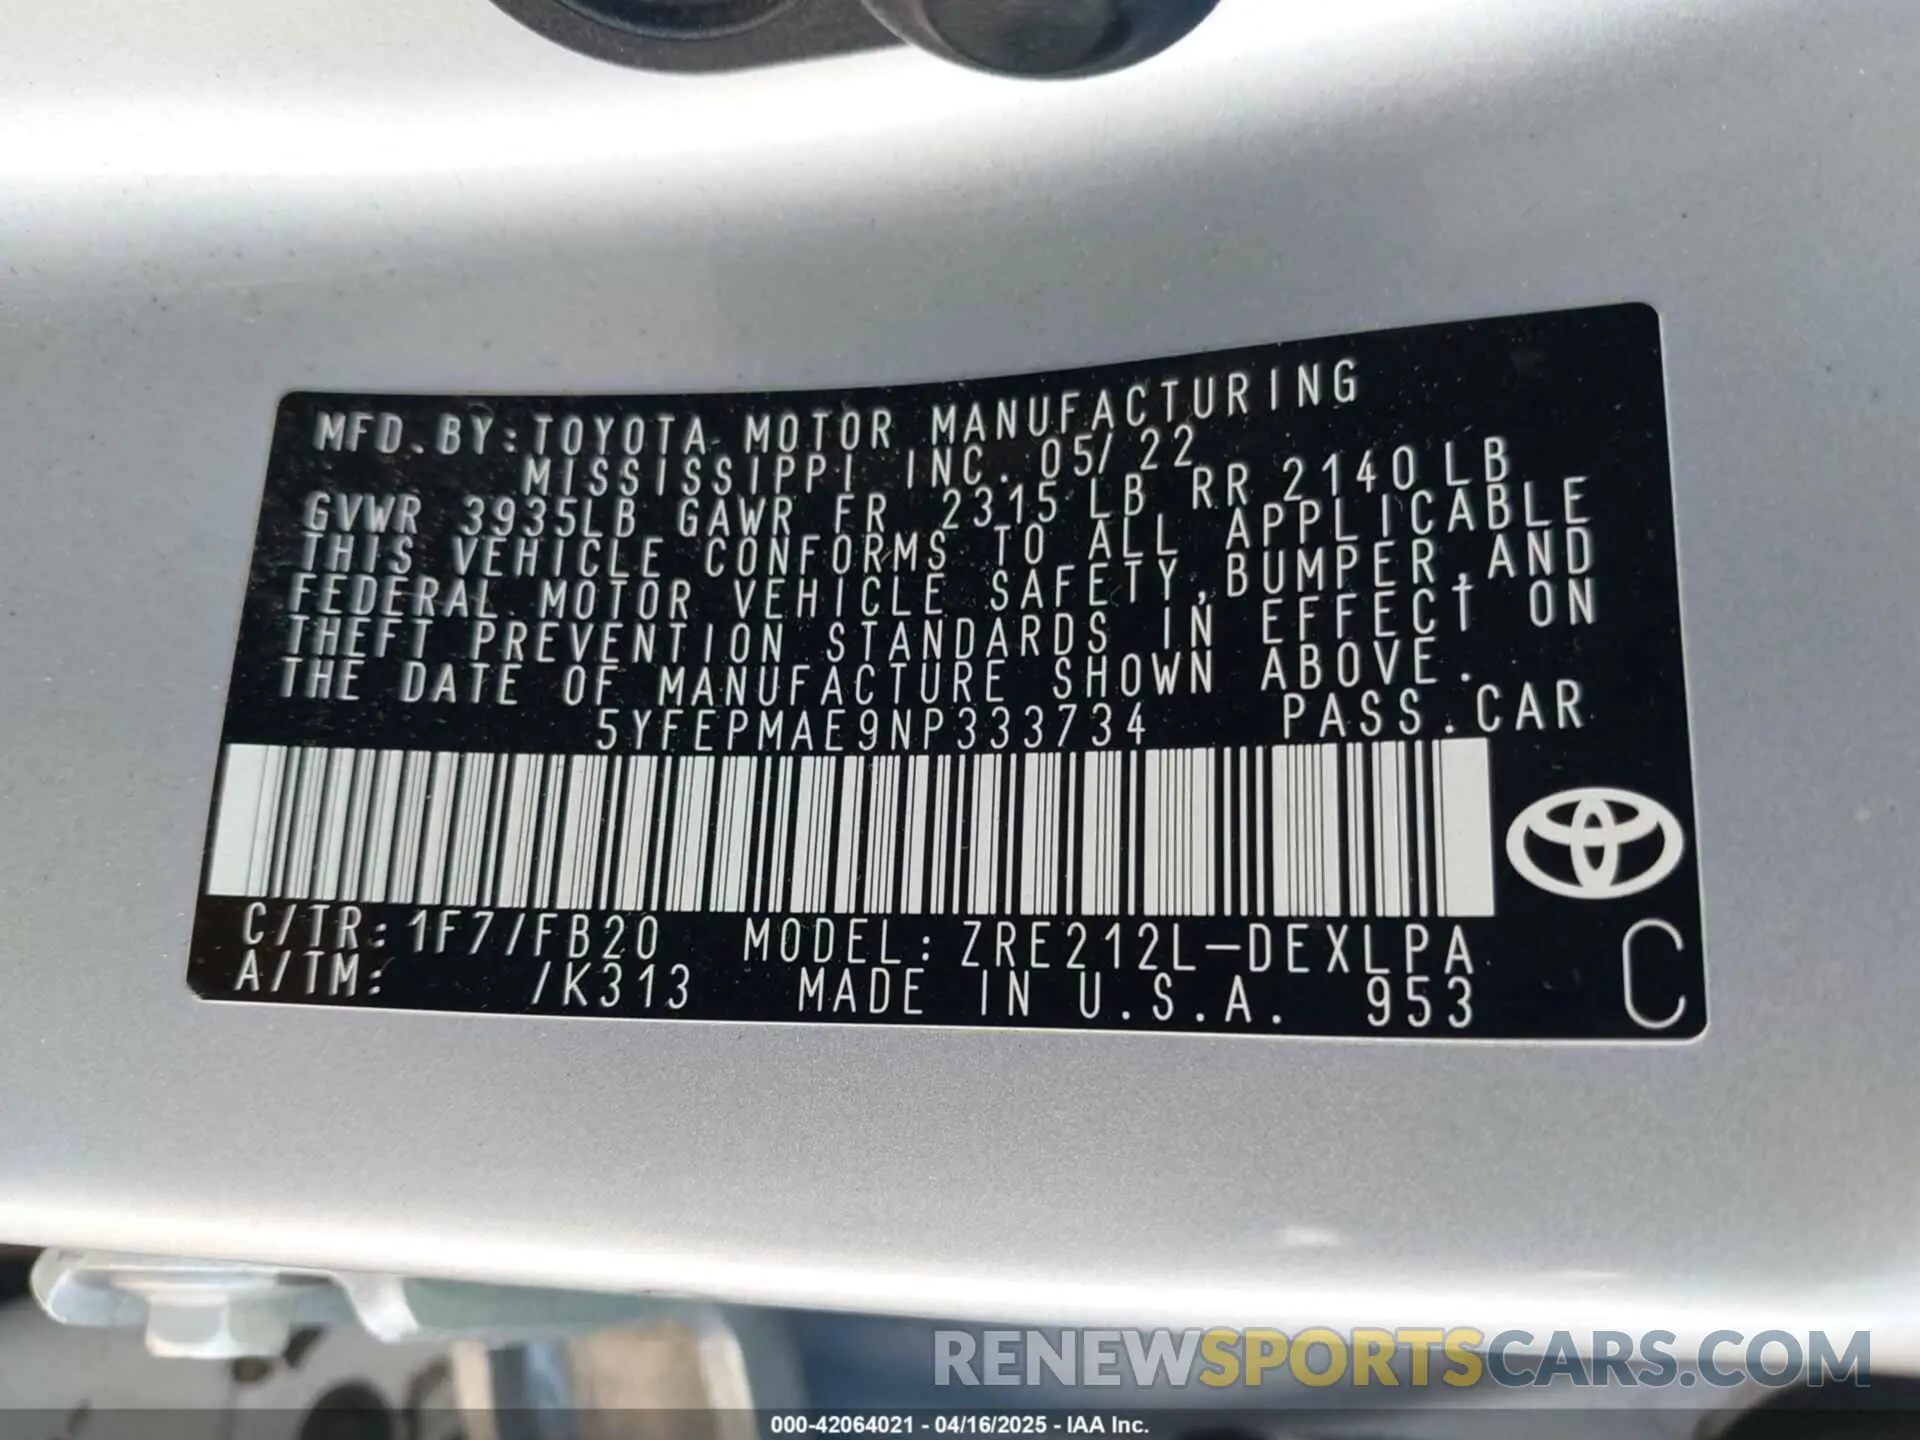 MFD.BY:TOYOTA MOTOR MANUFACTURING
MISSISSIPPI INC. 05/22
GVWR 3935LB GAWR FR 2315LB RR 2140LB
THIS VEHICLE CONFORMS TO ALL APPLICABLE
FEDERAL MOTOR VEHICLE SAFETY,BUMPER,AND
THEFT PREVENTION STANDARDS IN EFFECT ON
THE DATE OF MANUFACTURE SHOWN ABOVE.
5YFEPMAE9NP333734 PASS.CAR
C/TR:1F7/FB20 MODEL:ZRE212L-DEXLPA
A/TM: /K313 MADE IN U.S.A. 953
C
RENEWSPORTSCARS.COM
000-42064021 - 04/16/2025 - IAA Inc.